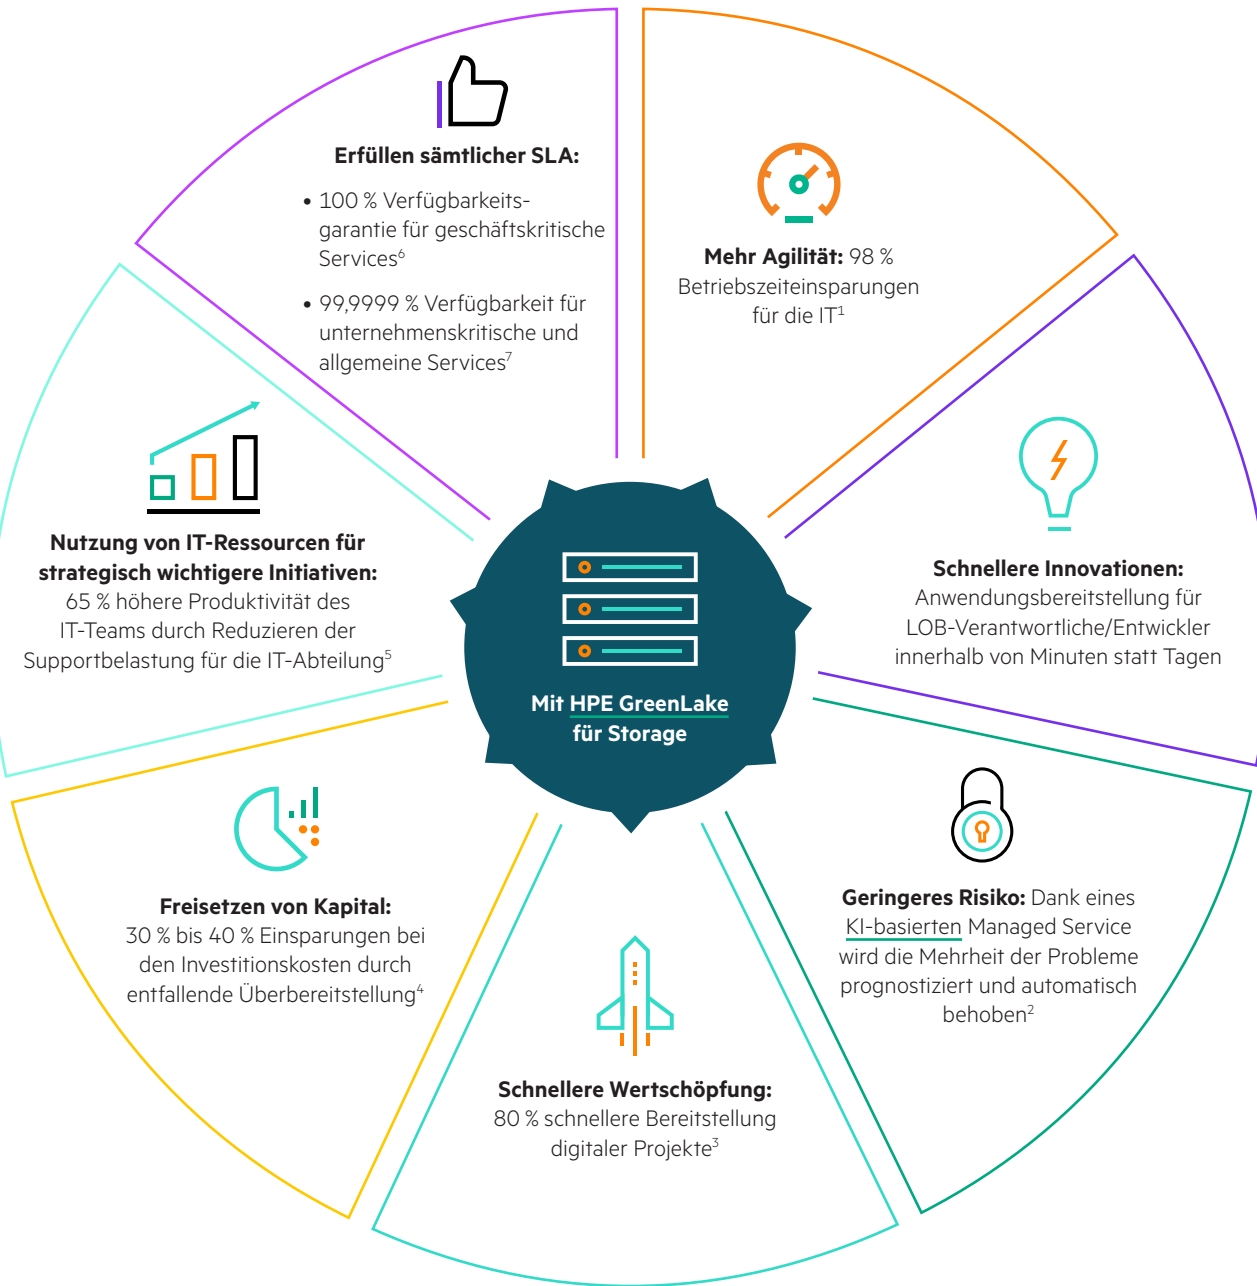 Erfüllen sämtlicher SLA:
• 100 % Verfügbarkeits-
garantie für geschäftskritische
Services⁶
• 99,9999 % Verfügbarkeit für
unternehmenskritische und
allgemeine Services⁷
Mehr Agilität: 98 %
Betriebszeiteinsparungen
für die IT¹
Schnellere Innovationen:
Anwendungsbereitstellung für
LOB-Verantwortliche/Entwickler
innerhalb von Minuten statt Tagen
Geringeres Risiko: Dank eines
KI-basierten Managed Service
wird die Mehrheit der Probleme
prognostiziert und automatisch
behoben²
Schnellere Wertschöpfung:
80 % schnellere Bereitstellung
digitaler Projekte³
Freisetzen von Kapital:
30 % bis 40 % Einsparungen bei
den Investitionskosten durch
entfallende Überbereitstellung⁴
Nutzung von IT-Ressourcen für
strategisch wichtigere Initiativen:
65 % höhere Produktivität des
IT-Teams durch Reduzieren der
Supportbelastung für die IT-Abteilung⁵
Mit HPE GreenLake
für Storage